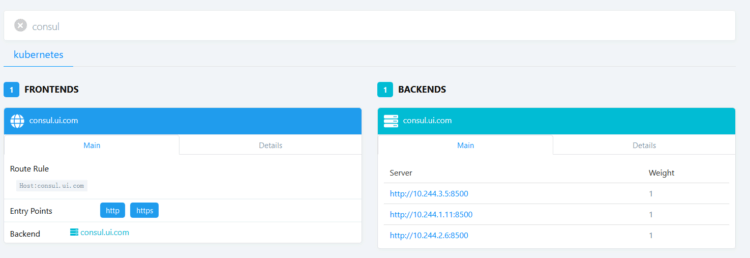 consul
kubernetes
1 FRONTENDS
consul.ui.com
Main Details
Route Rule
Host:consul.ui.com
Entry Points http https
Backend consul.ui.com
1 BACKENDS
consul.ui.com
Main Details
Server Weight
http://10.244.3.5:8500 1
http://10.244.1.11:8500 1
http://10.244.2.6:8500 1